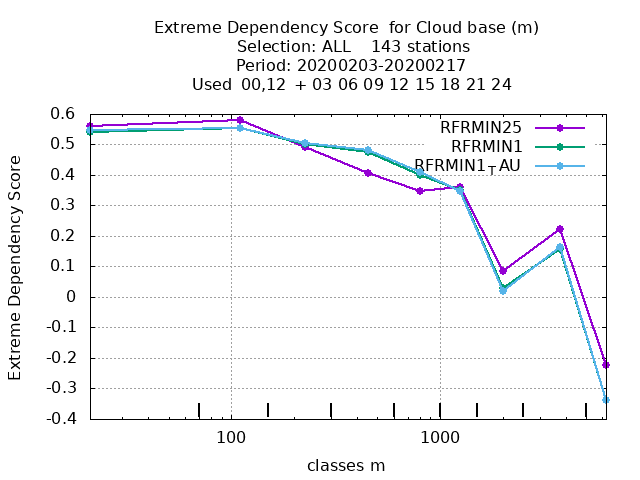 Extreme Dependency Score  for Cloud base (m)
Selection: ALL    143 stations
Period: 20200203-20200217
Used  00,12  + 03 06 09 12 15 18 21 24
0.6
0.5
0.4
0.3
0.2
0.1
0
-0.1
-0.2
-0.3
-0.4
Extreme Dependency Score
RFRMIN25
RFRMIN1
RFRMIN1TAU
100
1000
classes m